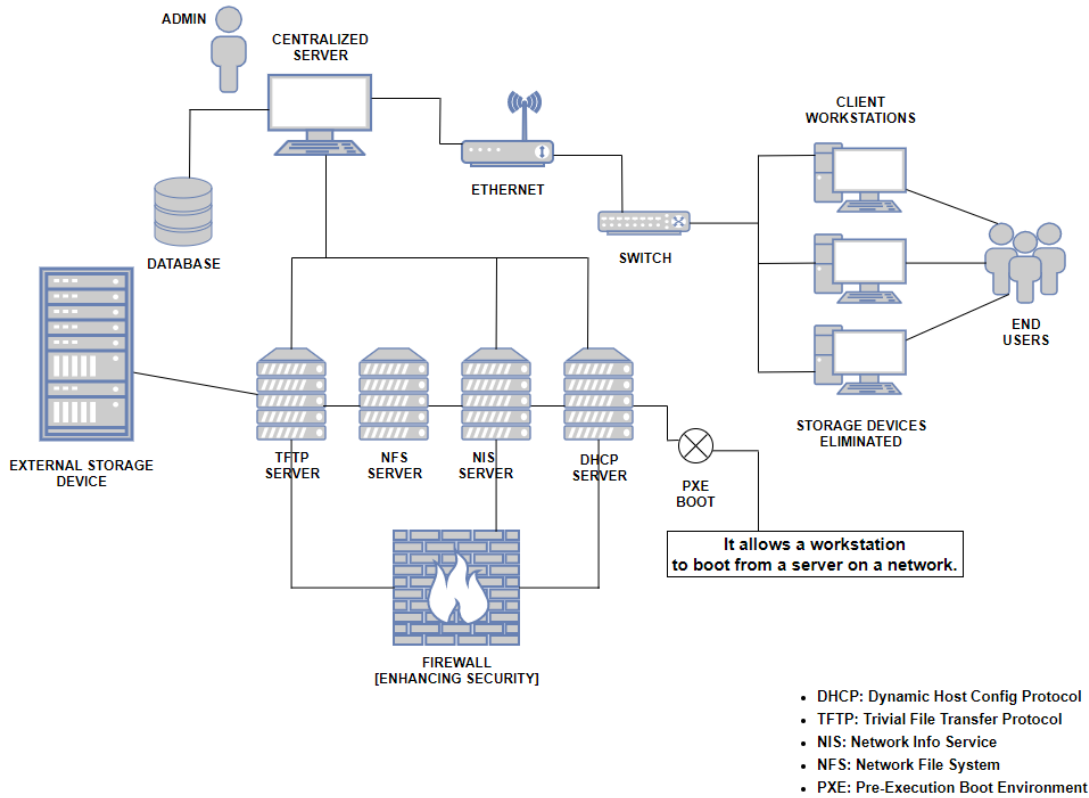 ADMIN
CENTRALIZED
SERVER
CLIENT
WORKSTATIONS
ETHERNET
SWITCH
DATABASE
END
USERS
STORAGE DEVICES
ELIMINATED
EXTERNAL STORAGE
DEVICE
TFTP
SERVER
NFS
SERVER
NIS
SERVER
DHCP
SERVER
PXE
BOOT
It allows a workstation
to boot from a server on a network.
FIREWALL
[ENHANCING SECURITY]
• DHCP: Dynamic Host Config Protocol
• TFTP: Trivial File Transfer Protocol
• NIS: Network Info Service
• NFS: Network File System
• PXE: Pre-Execution Boot Environment